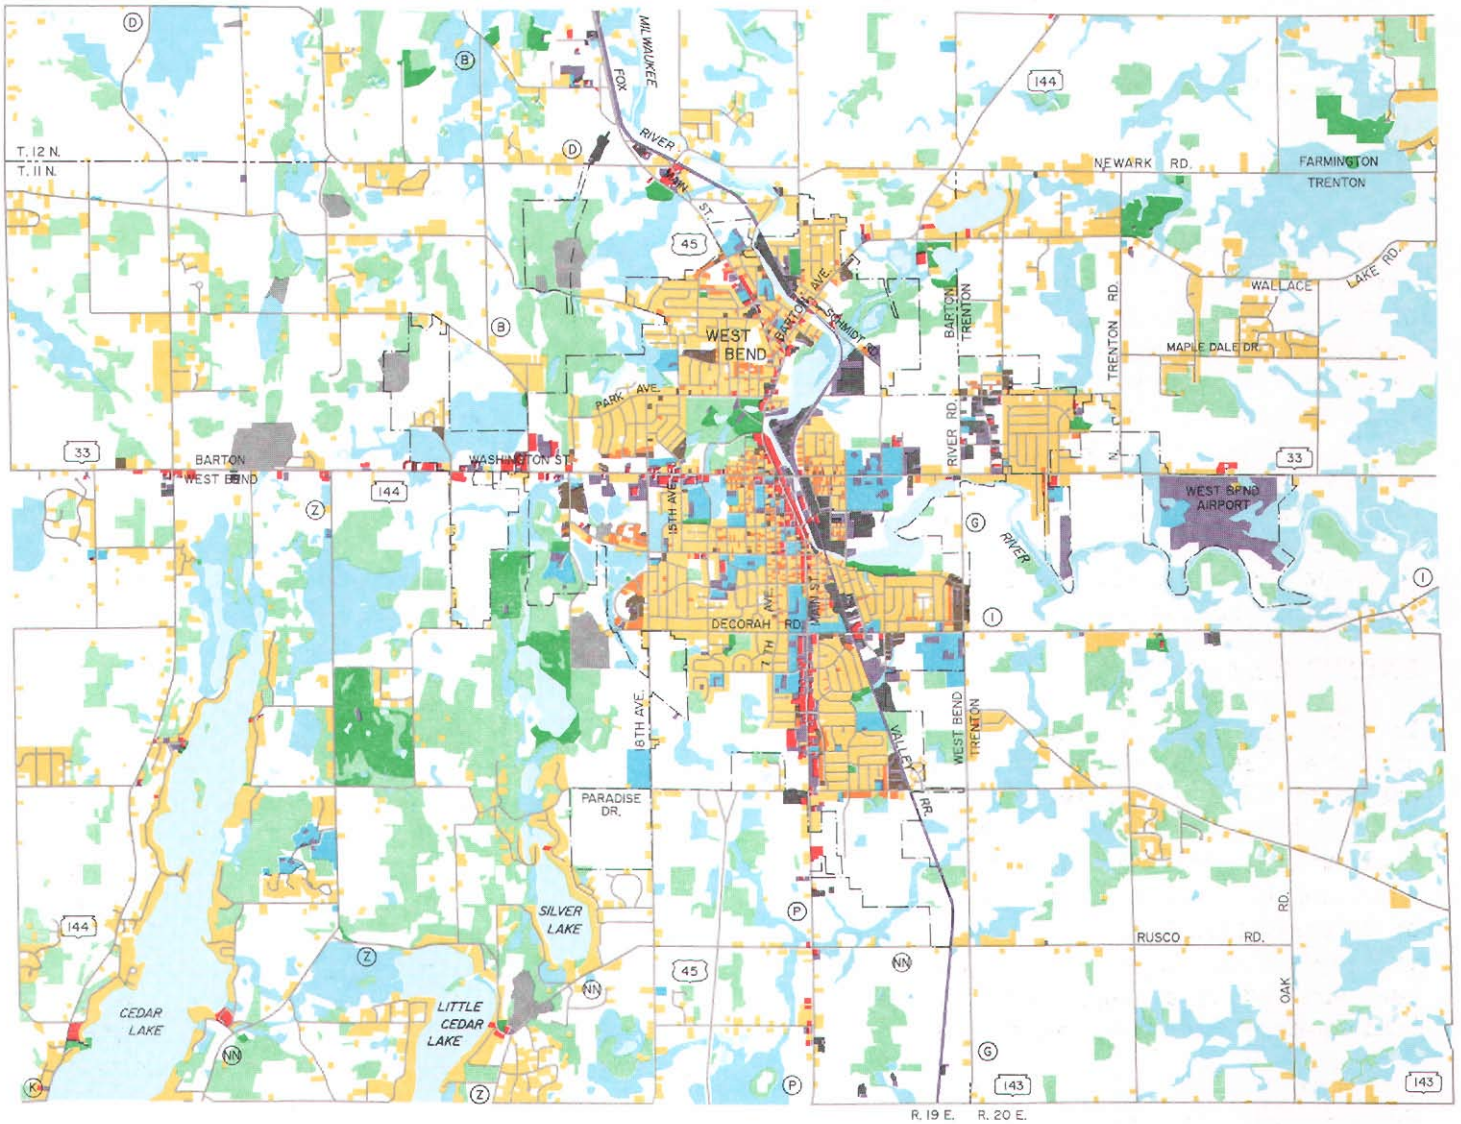 D
B
MILWAUKEE
FOX
RIVER
144
T. 12 N.
T. 11 N.
D
NEWARK RD.
FARMINGTON
TRENTON
MAIN
ST.
45
LAKE RD.
WALLACE
BARTON AVE.
BARTON
TRENTON
TRENTON RD.
N.
B
WEST
BEND
SCHMIDT RD.
MAPLE DALE DR.
PARK AVE.
RIVER RD.
33
BARTON
WEST BEND
WASHINGTON ST.
33
144
15TH AVE.
WEST BEND
AIRPORT
Z
G
RIVER
I
I
DECORAH RD.
7 TH AVE.
MAIN ST.
18TH AVE.
WEST BEND
TRENTON
VALLEY
RR.
PARADISE
DR.
SILVER
LAKE
P
144
RUSCO RD.
OAK RD.
Z
45
NN
NN
CEDAR
LAKE
LITTLE
CEDAR
LAKE
NN
G
K
Z
P
143
143
R. 19 E.
R. 20 E.